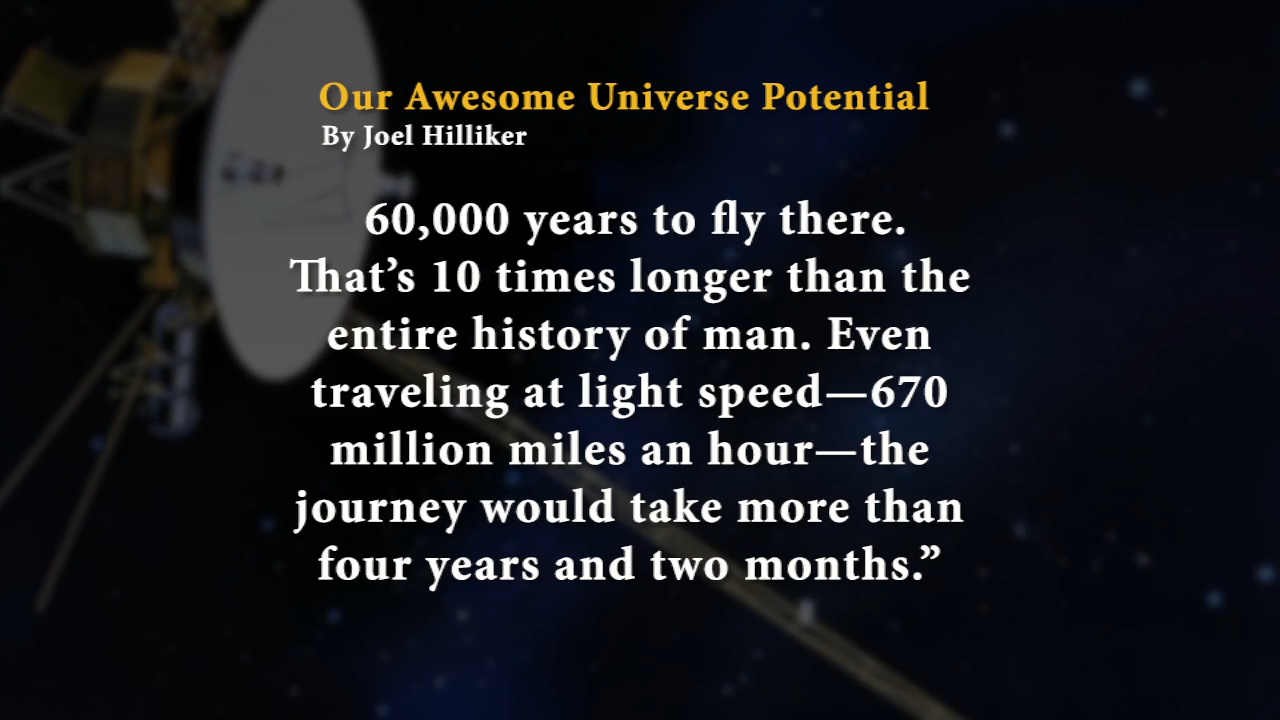 Our Awesome Universe Potential
By Joel Hilliker
60,000 years to fly there.
That’s 10 times longer than the
entire history of man. Even
traveling at light speed—670
million miles an hour—the
journey would take more than
four years and two months.”